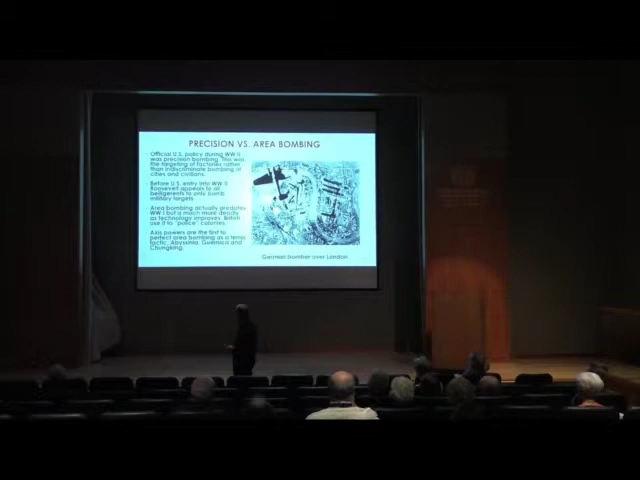 PRECISION VS. AREA BOMBING
Official U.S. policy during WW II
was precision bombing. This was
the targeting of factories rather
than indiscriminate bombing of
cities and civilians.
Before U.S. entry into WW II
Roosevelt appeal to all
belligerents to only bomb
military targets
Area bombing actually predates
WW I but a much more deadly
as technology improves. British
use it to "police" colonies.
Axis powers are the first to
perfect area bombing as a terror
tactic. Abyssinia, Guernica and
Chungking.
German bomber over London